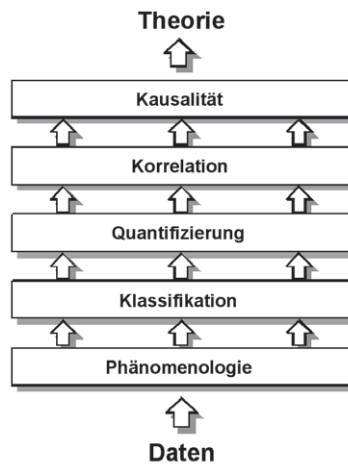 Theorie
Kausalität
Korrelation
Quantifizierung
Klassifikation
Phänomenologie
Daten